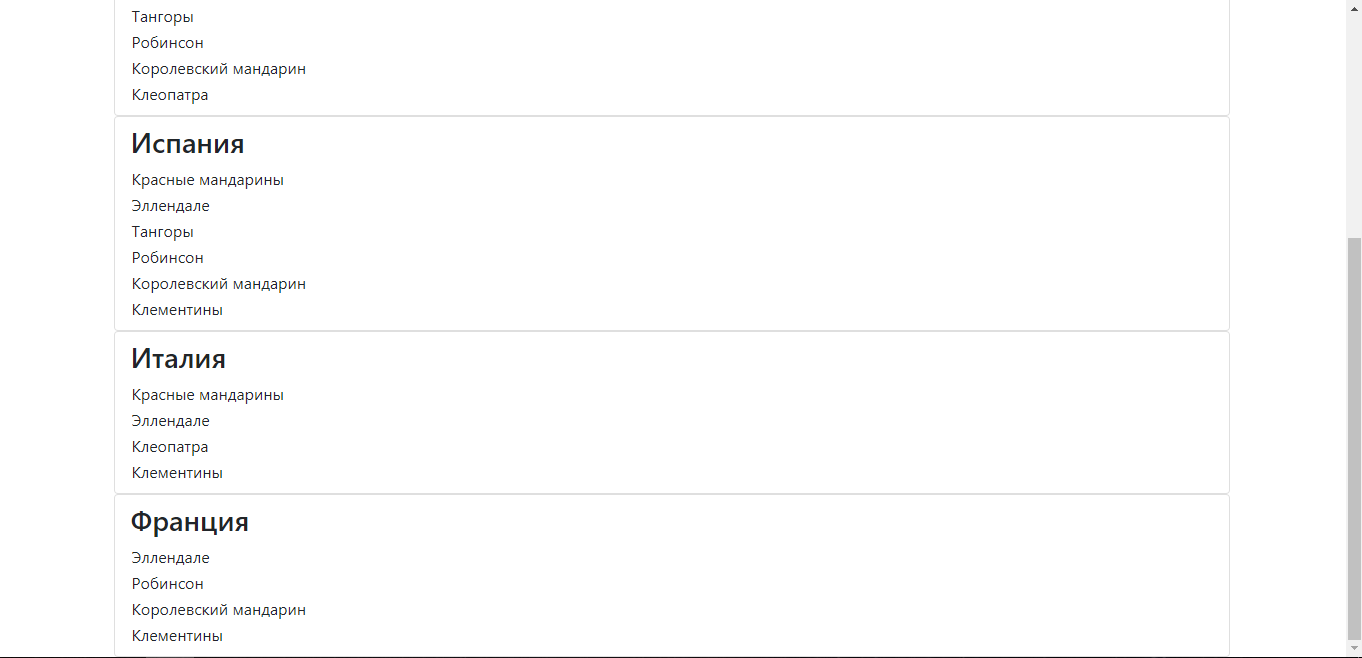 Тангоры
Робинсон
Королевский мандарин
Клеопатра
Испания
Красные мандарины
Эллендале
Тангоры
Робинсон
Королевский мандарин
Клементины
Италия
Красные мандарины
Эллендале
Клеопатра
Клементины
Франция
Эллендале
Робинсон
Королевский мандарин
Клементины